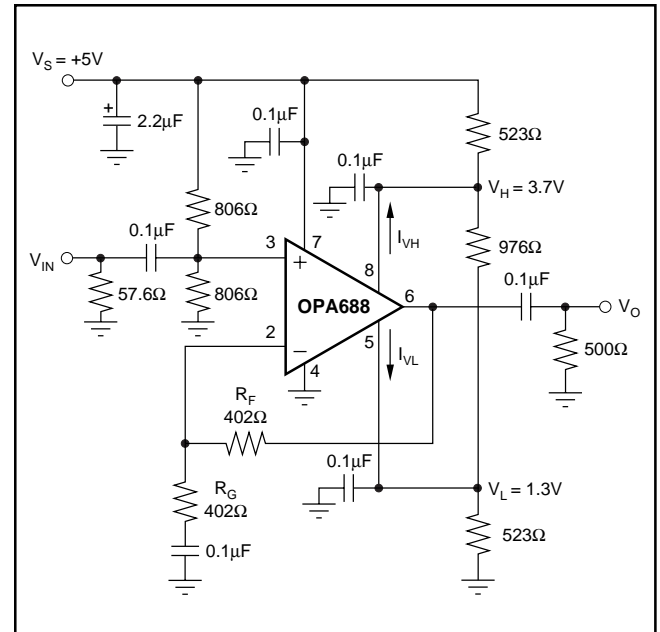 V_S = +5V
2.2µF
+
0.1µF
0.1µF
523Ω
V_H = 3.7V
806Ω
I_VH
976Ω
0.1µF
V_IN
57.6Ω
806Ω
3
7
+
8
OPA688
6
0.1µF
V_O
500Ω
2
−
5
4
I_VL
R_F
402Ω
0.1µF
V_L = 1.3V
R_G
402Ω
0.1µF
523Ω